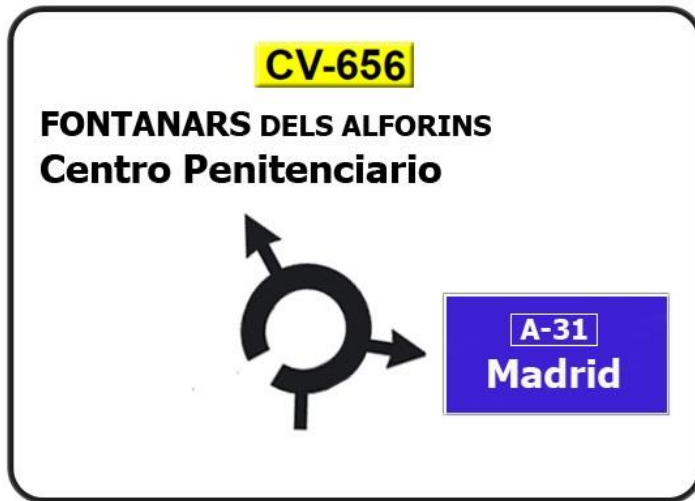 CV-656
FONTANARS DELS ALFORINS
Centro Penitenciario
A-31
Madrid